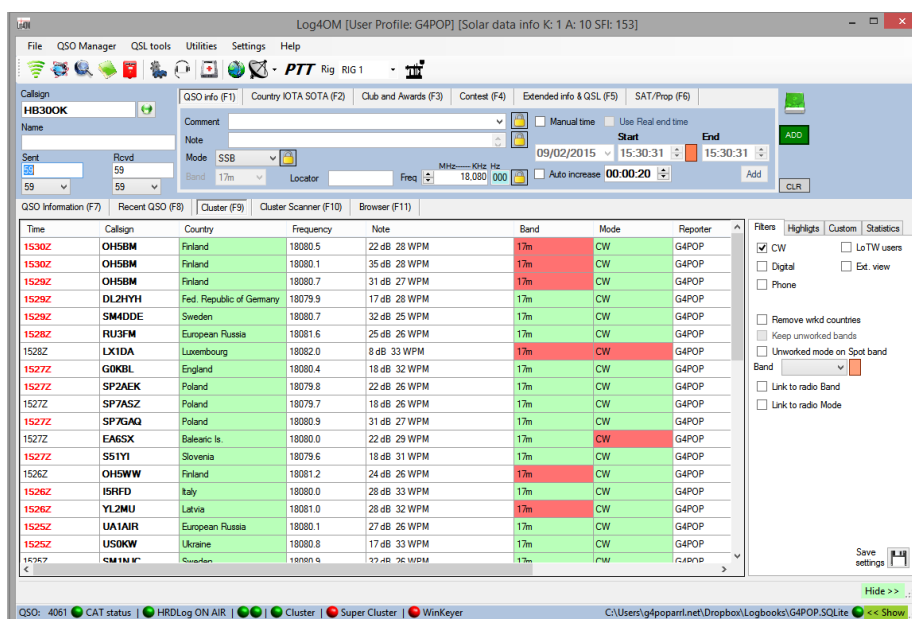 Log4OM [User Profile: G4POP] [Solar data info K: 1 A: 10 SFI: 153]
File QSO Manager QSL tools Utilities Settings Help
PTT Rig RIG 1
Callsign
HB30OK
Name
Sent Rcvd
59 59
59 59
QSO info (F1) Country IOTA SOTA (F2) Club and Awards (F3) Contest (F4) Extended info & QSL (F5) SAT/Prop (F6)
Comment
Note
Mode SSB
Band 17m Locator Freq MHz KHz Hz 18,080 000
Manual time Use Real end time
Start End
09/02/2015 15:30:31 15:30:31
Auto increase 00:00:20 Add
ADD
CLR
QSO Information (F7) Recent QSO (F8) Cluster (F9) Cluster Scanner (F10) Browser (F11)
Time Callsign Country Frequency Note Band Mode Reporter
1530Z OH5BM Finland 18080.5 22 dB 28 WPM 17m CW G4POP
1530Z OH5BM Finland 18080.1 35 dB 28 WPM 17m CW G4POP
1529Z OH5BM Finland 18080.7 31 dB 27 WPM 17m CW G4POP
1529Z DL2HYH Fed. Republic of Germany 18079.9 17 dB 28 WPM 17m CW G4POP
1529Z SM4DDE Sweden 18080.7 32 dB 25 WPM 17m CW G4POP
1528Z RU3FM European Russia 18081.6 25 dB 26 WPM 17m CW G4POP
1528Z LX1DA Luxembourg 18082.0 8 dB 33 WPM 17m CW G4POP
1527Z G0KBL England 18080.4 18 dB 32 WPM 17m CW G4POP
1527Z SP2AEK Poland 18079.8 22 dB 26 WPM 17m CW G4POP
1527Z SP7ASZ Poland 18079.7 18 dB 26 WPM 17m CW G4POP
1527Z SP7GAQ Poland 18080.9 31 dB 27 WPM 17m CW G4POP
1527Z EA6SX Balearic Is. 18080.0 22 dB 29 WPM 17m CW G4POP
1527Z S51YI Slovenia 18079.6 18 dB 31 WPM 17m CW G4POP
1526Z OH5WW Finland 18081.2 24 dB 26 WPM 17m CW G4POP
1526Z I5RFD Italy 18080.0 28 dB 33 WPM 17m CW G4POP
1526Z YL2MU Latvia 18081.0 28 dB 32 WPM 17m CW G4POP
1525Z UA1AIR European Russia 18080.1 27 dB 26 WPM 17m CW G4POP
1525Z US0KW Ukraine 18080.8 17 dB 33 WPM 17m CW G4POP
1525Z Sweden 18080.9 32 dB 26 WPM 17m CW G4POP
Filters Highligts Custom Statistics
CW LoTW users
Digital Ext. view
Phone
Remove wrkd countries
Keep unworked bands
Unworked mode on Spot band
Band
Link to radio Band
Link to radio Mode
Save settings
Hide >>
QSO: 4061 CAT status | HRDLog ON AIR | | Cluster | Super Cluster | WinKeyer C:\Users\g4poparrl.net\Dropbox\Logbooks\G4POP.SQLite << Show